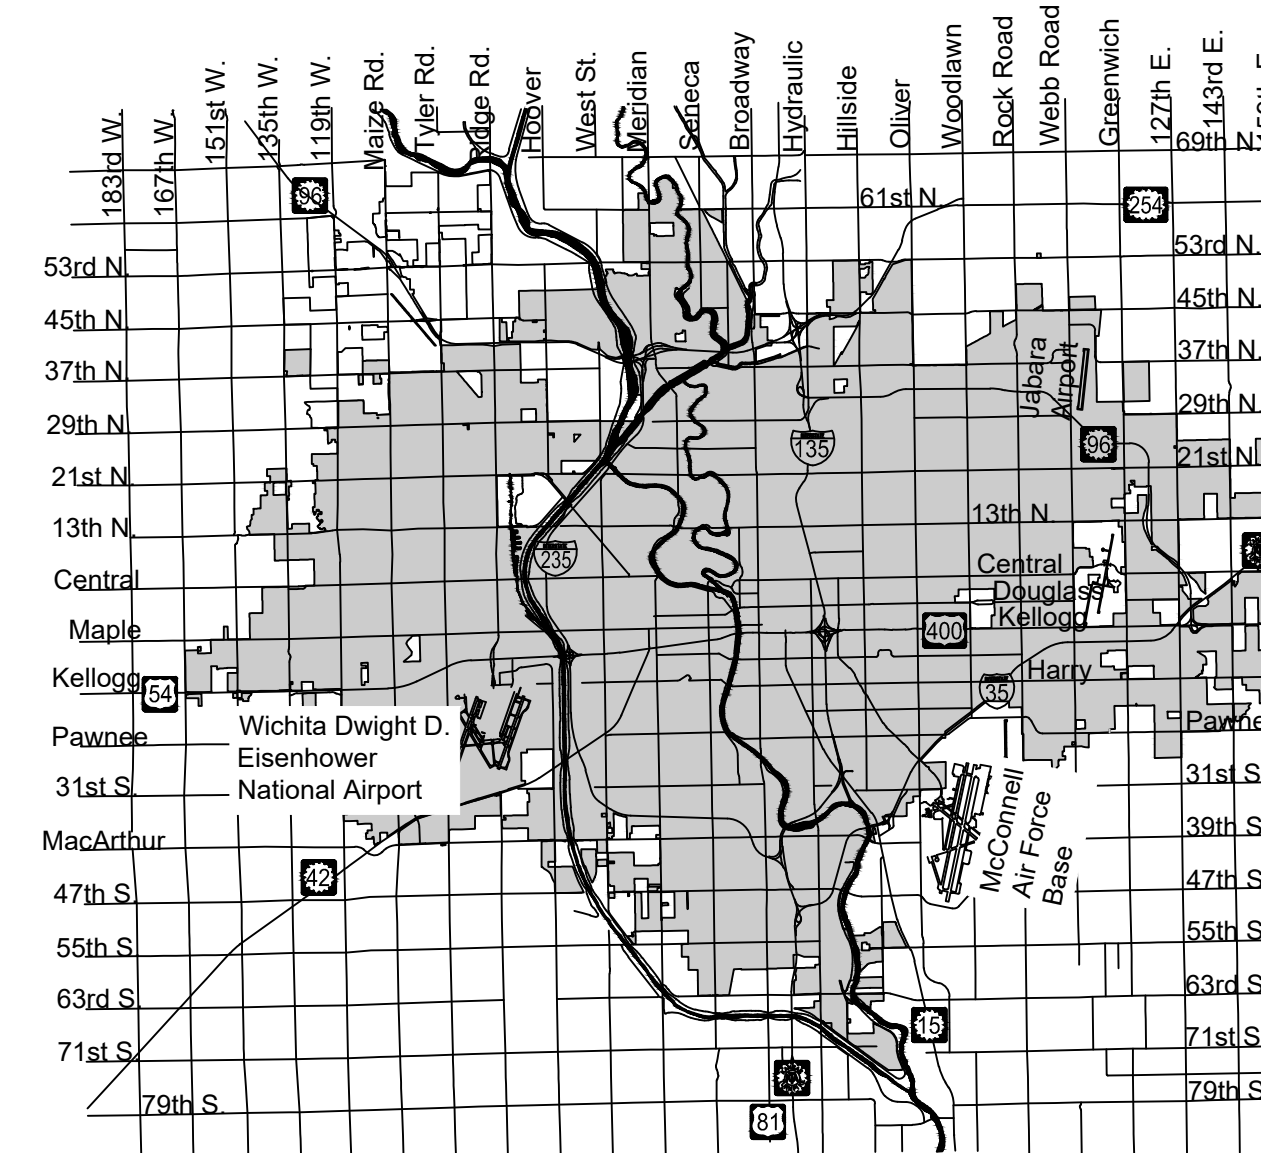 183rd W.
167th W.
151st W.
135th W.
119th W.
Maize Rd.
Tyler Rd.
Ridge Rd.
Hoover
West St.
Meridian
Seneca
Broadway
Hydraulic
Hillside
Oliver
Woodlawn
Rock Road
Webb Road
Greenwich
127th E.
143rd E.
69th N.
96
61st N.
254
53rd N.
53rd N.
45th N.
45th N.
37th N.
37th N.
Jabara
Airport
29th N.
29th N.
135
96
21st N.
21st N.
13th N.
13th N.
235
Central
Central
Douglass
Kellogg
Maple
400
Harry
Kellogg
54
35
Pawnee
Pawne
Wichita Dwight D.
Eisenhower
National Airport
31st S.
31st S
McConnell
Air Force
Base
MacArthur
39th S
42
47th S.
47th S
55th S.
55th S
63rd S.
63rd S
15
71st S.
71st S
79th S.
79th S
81